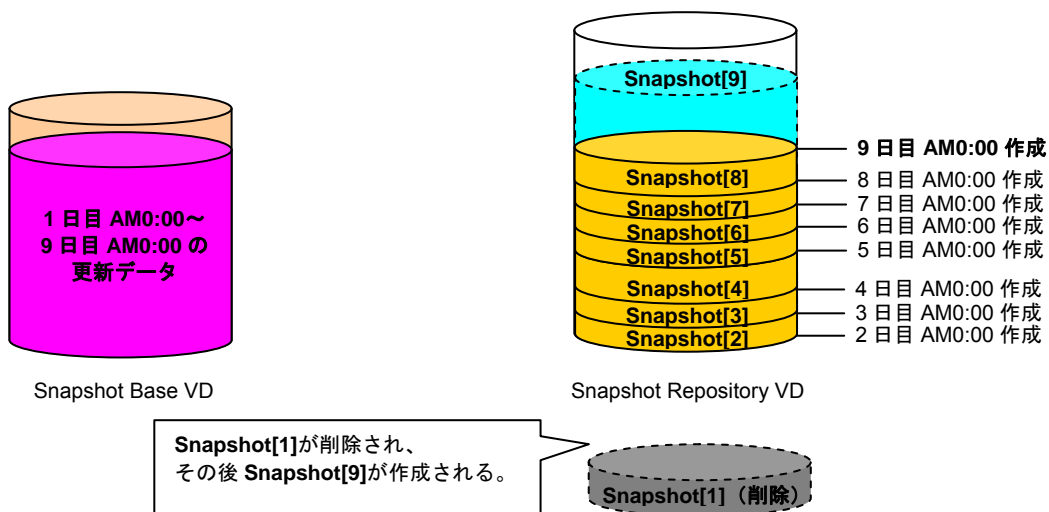 Snapshot[9]
9 日目 AM0:00 作成
Snapshot[8]
8 日目 AM0:00 作成
Snapshot[7]
7 日目 AM0:00 作成
Snapshot[6]
6 日目 AM0:00 作成
Snapshot[5]
5 日目 AM0:00 作成
Snapshot[4]
4 日目 AM0:00 作成
Snapshot[3]
3 日目 AM0:00 作成
Snapshot[2]
2 日目 AM0:00 作成
1 日目 AM0:00～
9 日目 AM0:00 の
更新データ
Snapshot Base VD
Snapshot Repository VD
Snapshot[1]が削除され、
その後 Snapshot[9]が作成される。
Snapshot[1]（削除）